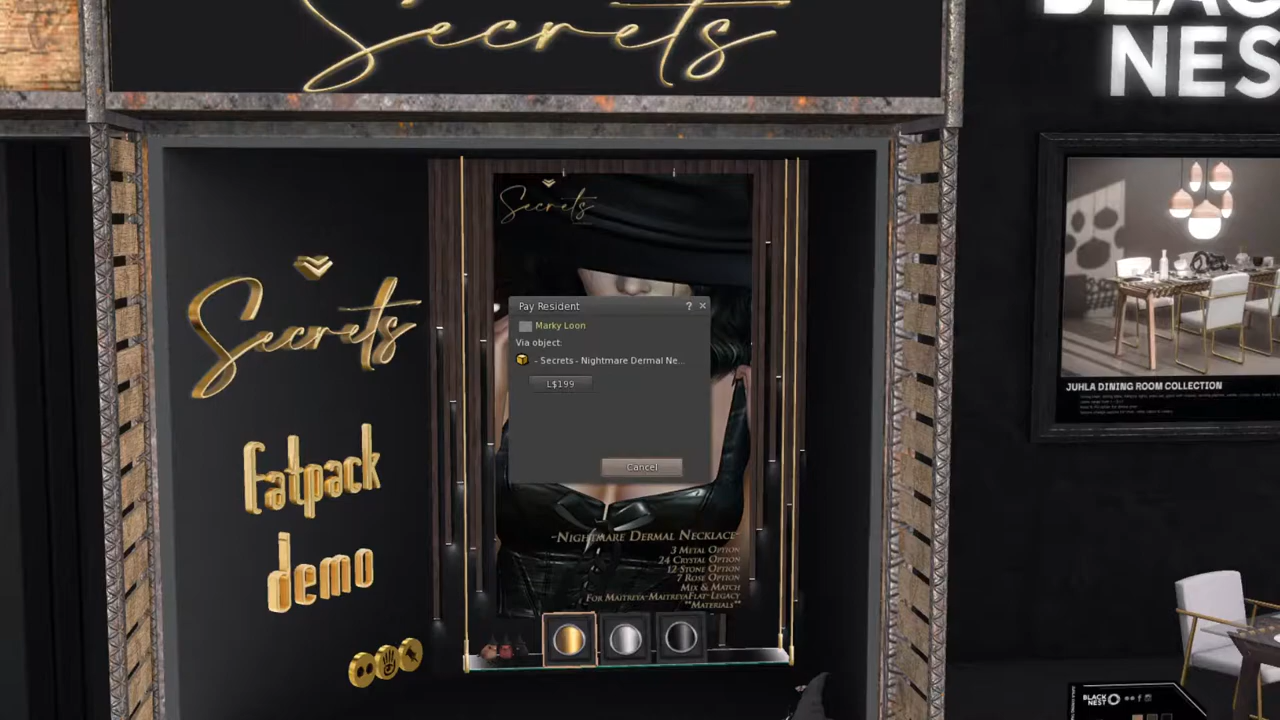 Secrets
BLACK
NES
Secrets
Pay Resident
? ×
Marky Loon
Via object:
- Secrets - Nightmare Dermal Ne...
L$199
Cancel
Secrets
Fatpack
demo
~Nightmare Dermal Necklace~
3 Metal Option
24 Crystal Option
12 Stone Option
7 Rose Option
Mix & Match
For Maitreya-MaitreyaFlat-Legacy
**Materials**
JUHLA DINING ROOM COLLECTION
BLACK
NEST